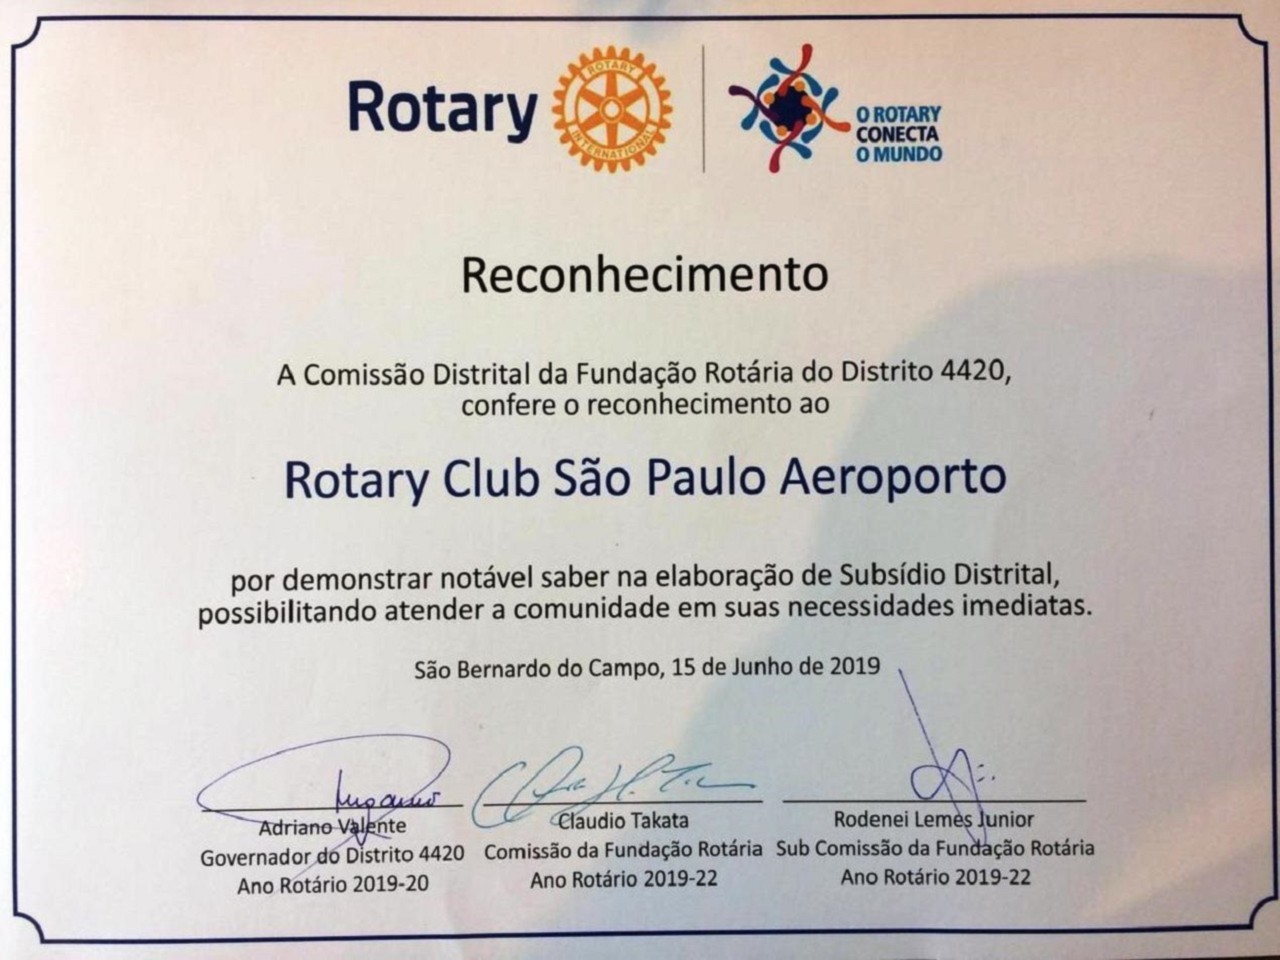 Rotary
ROTARY
INTERNATIONAL
O ROTARY
CONECTA
O MUNDO
Reconhecimento
A Comissão Distrital da Fundação Rotária do Distrito 4420,
confere o reconhecimento ao
Rotary Club São Paulo Aeroporto
por demonstrar notável saber na elaboração de Subsídio Distrital,
possibilitando atender a comunidade em suas necessidades imediatas.
São Bernardo do Campo, 15 de Junho de 2019
Adriano Valente
Governador do Distrito 4420
Ano Rotário 2019-20
Claudio Takata
Comissão da Fundação Rotária
Ano Rotário 2019-22
Rodenei Lemes Junior
Sub Comissão da Fundação Rotária
Ano Rotário 2019-22